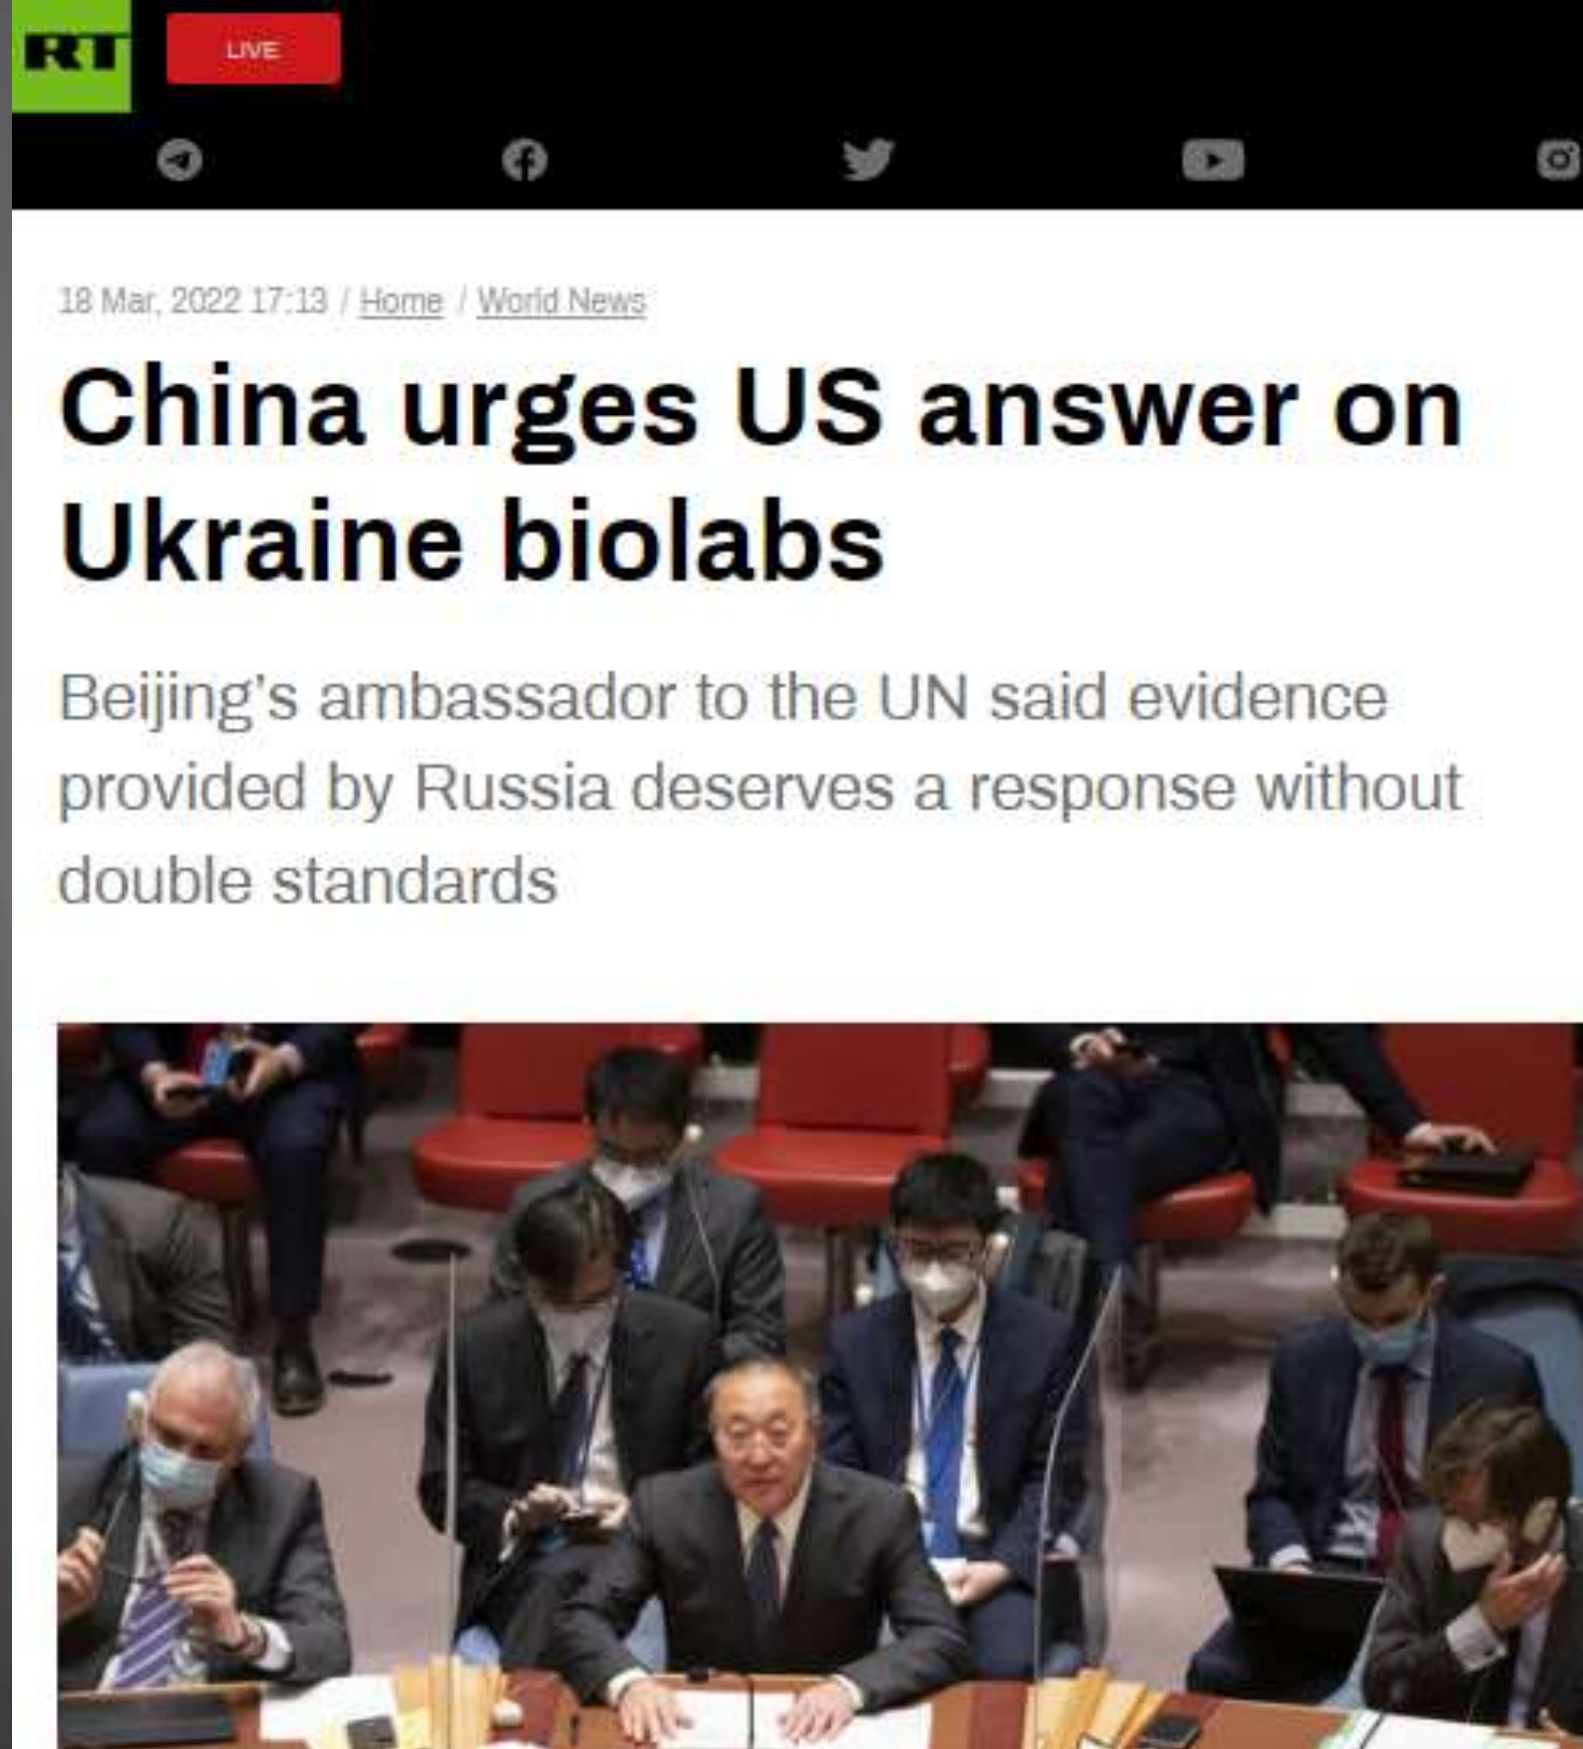 RT
LIVE
18 Mar, 2022 17:13 / Home / World News
China urges US answer on
Ukraine biolabs
Beijing's ambassador to the UN said evidence
provided by Russia deserves a response without
double standards